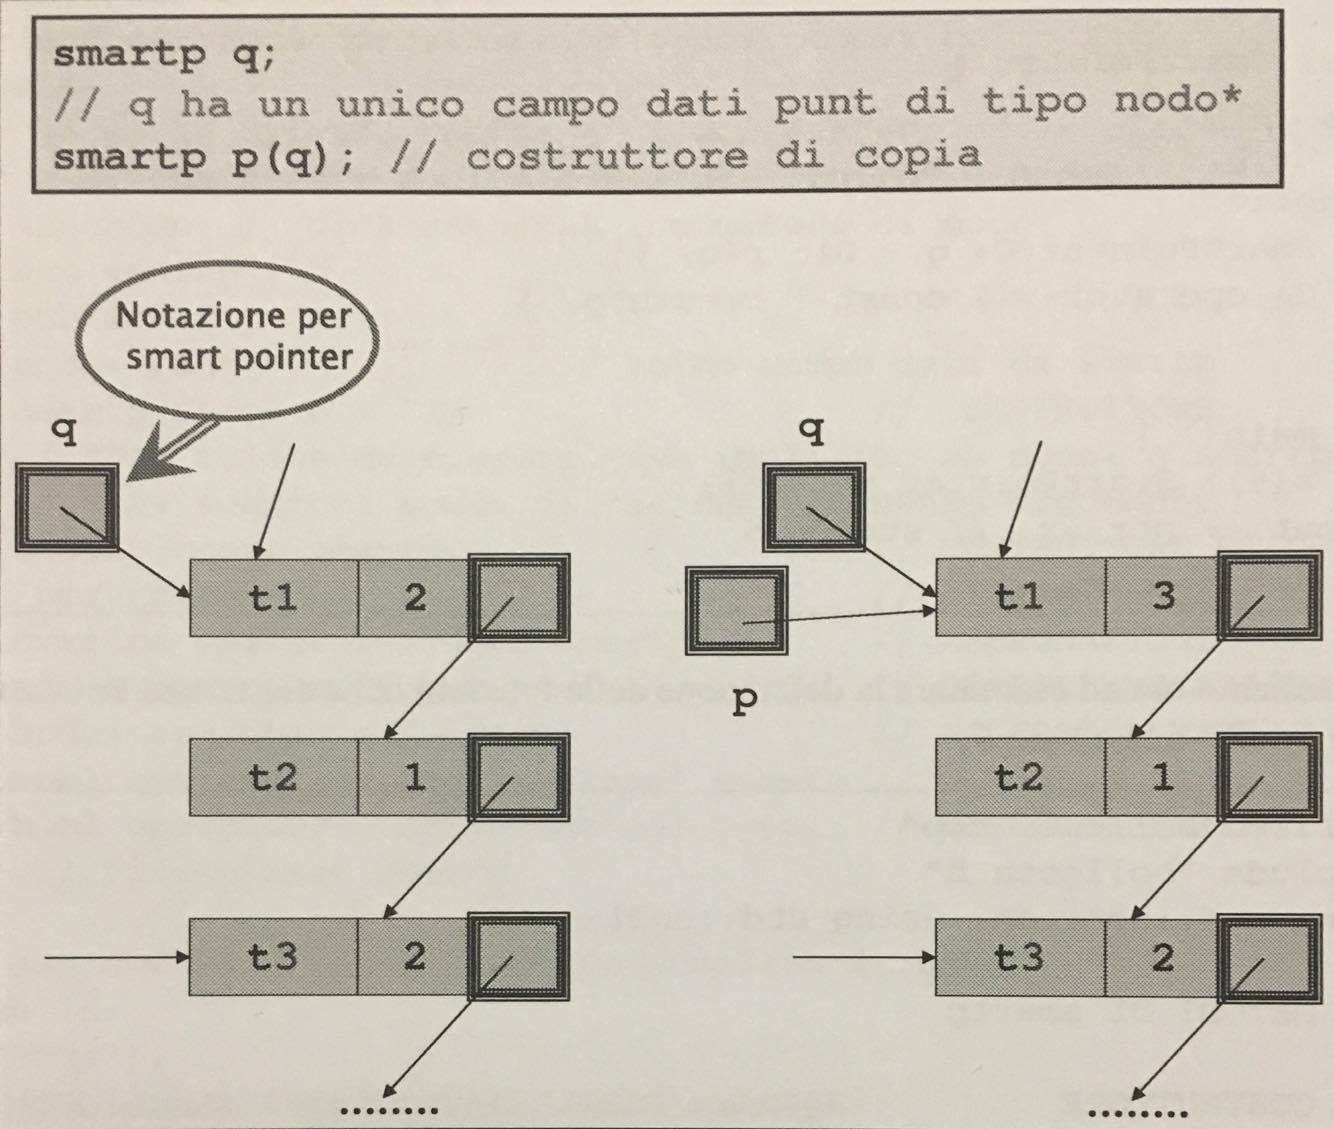 smartp q;
// q ha un unico campo dati punt di tipo nodo*
smartp p(q); // costruttore di copia
Notazione per
smart pointer
q
t1 2
t2 1
t3 2
........
q
p
t1 3
t2 1
t3 2
........